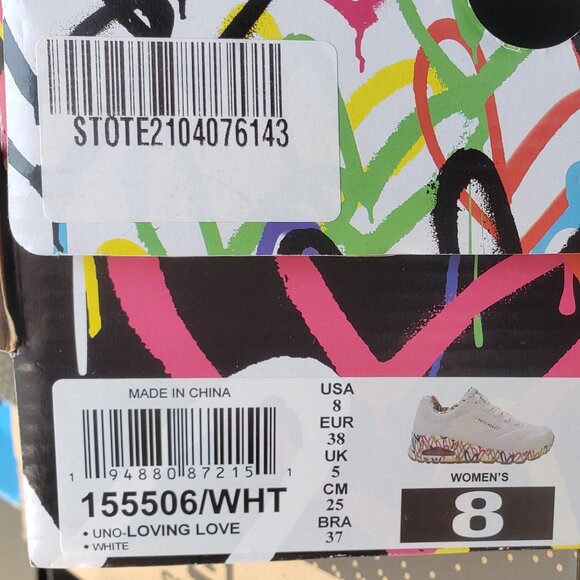 STOTE2104076143
MADE IN CHINA
1 94880 87215 1
155506/WHT
• UNO-LOVING LOVE
• WHITE
USA
8
EUR
38
UK
5
CM
25
BRA
37
WOMEN'S
8